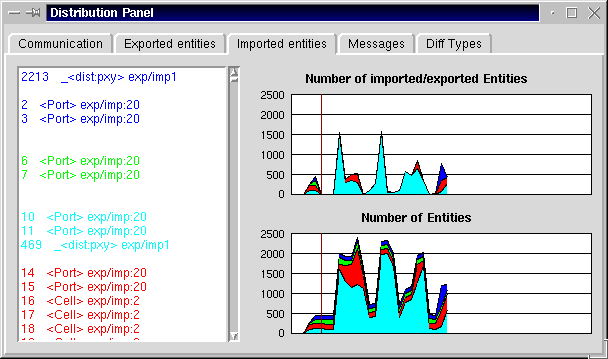 Distribution Panel
Communication Exported entities Imported entities Messages Diff Types
2213 _<dist:pxy> exp/imp1
2 <Port> exp/imp:20
3 <Port> exp/imp:20
6 <Port> exp/imp:20
7 <Port> exp/imp:20
10 <Port> exp/imp:20
11 <Port> exp/imp:20
469 _<dist:pxy> exp/imp1
14 <Port> exp/imp:20
15 <Port> exp/imp:20
16 <Cell> exp/imp:2
17 <Cell> exp/imp:2
18 <Cell> exp/imp:2
Number of imported/exported Entities
2500
2000
1500
1000
500
0
Number of Entities
2500
2000
1500
1000
500
0